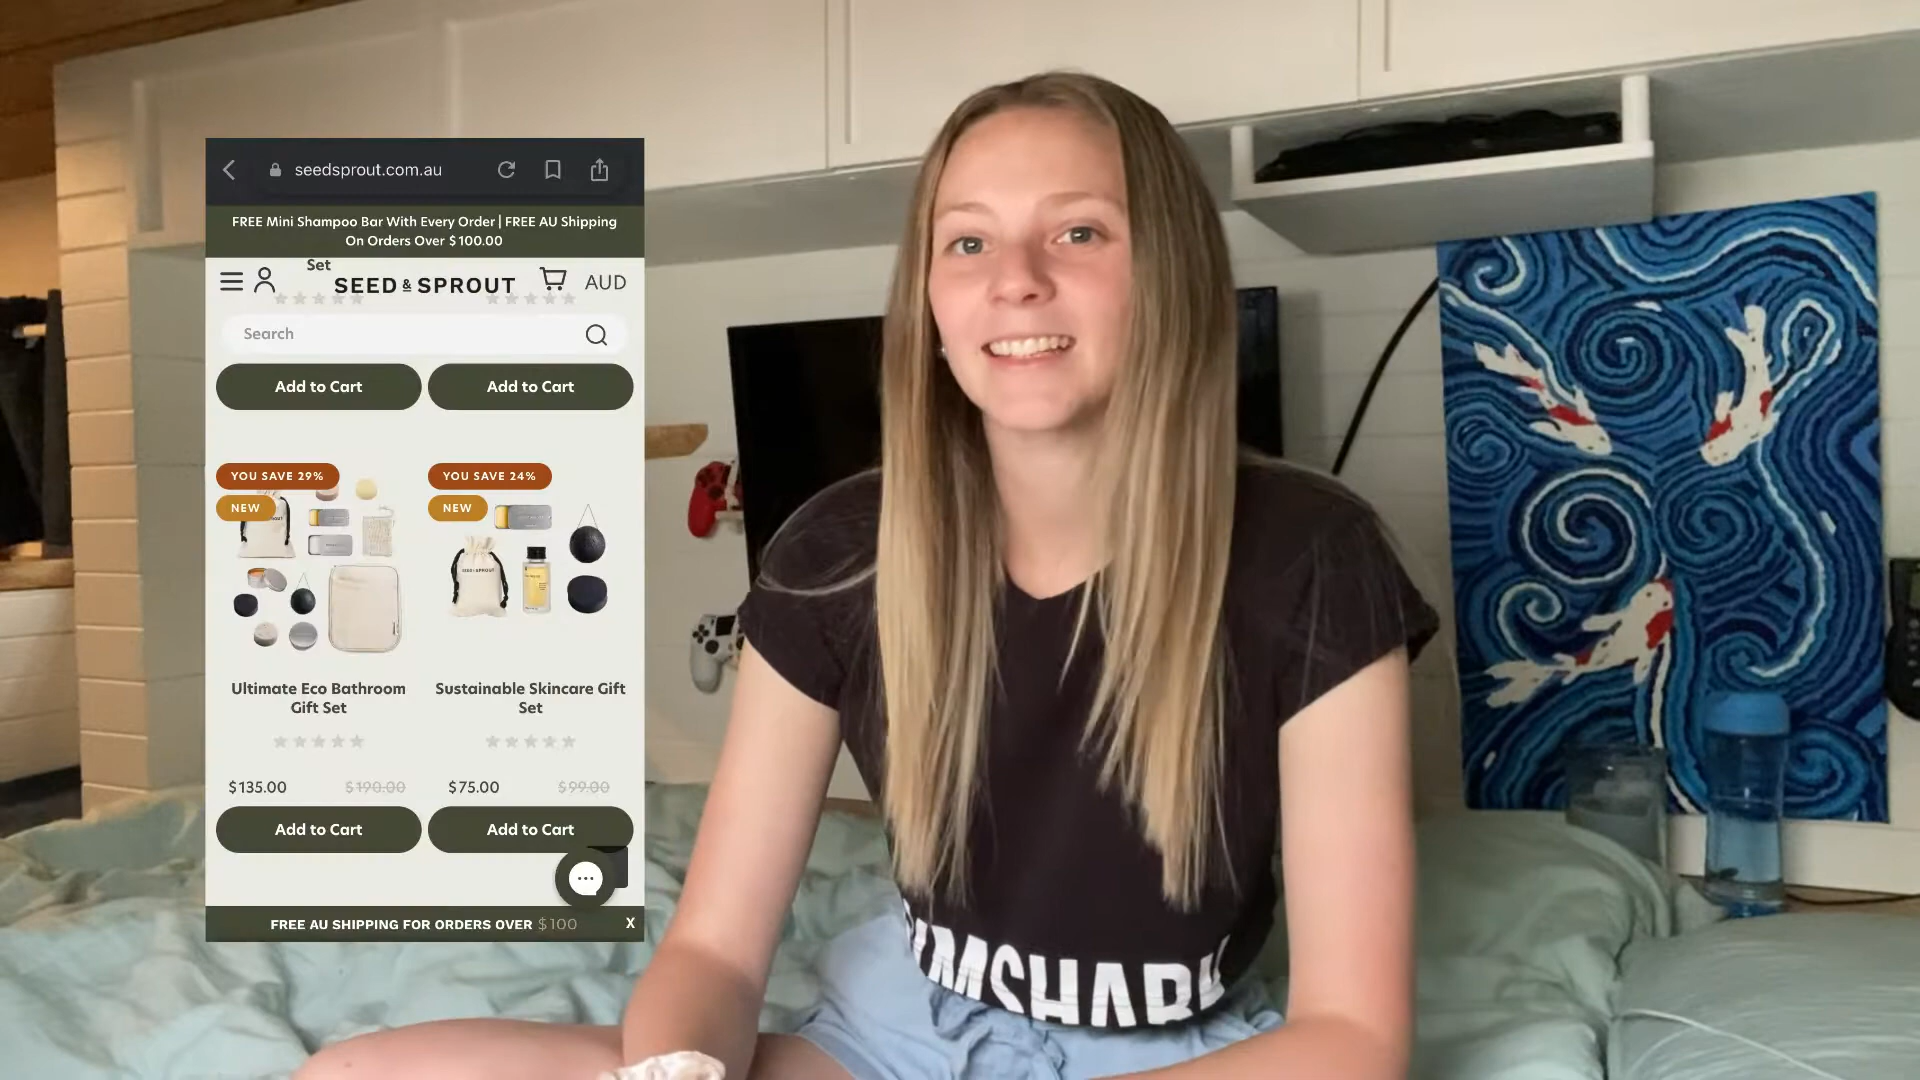 seedsprout.com.au
FREE Mini Shampoo Bar With Every Order | FREE AU Shipping
On Orders Over $100.00
Set
SEED & SPROUT
AUD
Search
Add to Cart
Add to Cart
YOU SAVE 29%
YOU SAVE 24%
NEW
NEW
SEED & SPROUT
Ultimate Eco Bathroom
Gift Set
Sustainable Skincare Gift
Set
$135.00
$190.00
$75.00
$99.00
Add to Cart
Add to Cart
FREE AU SHIPPING FOR ORDERS OVER $100
X
YMSHARK